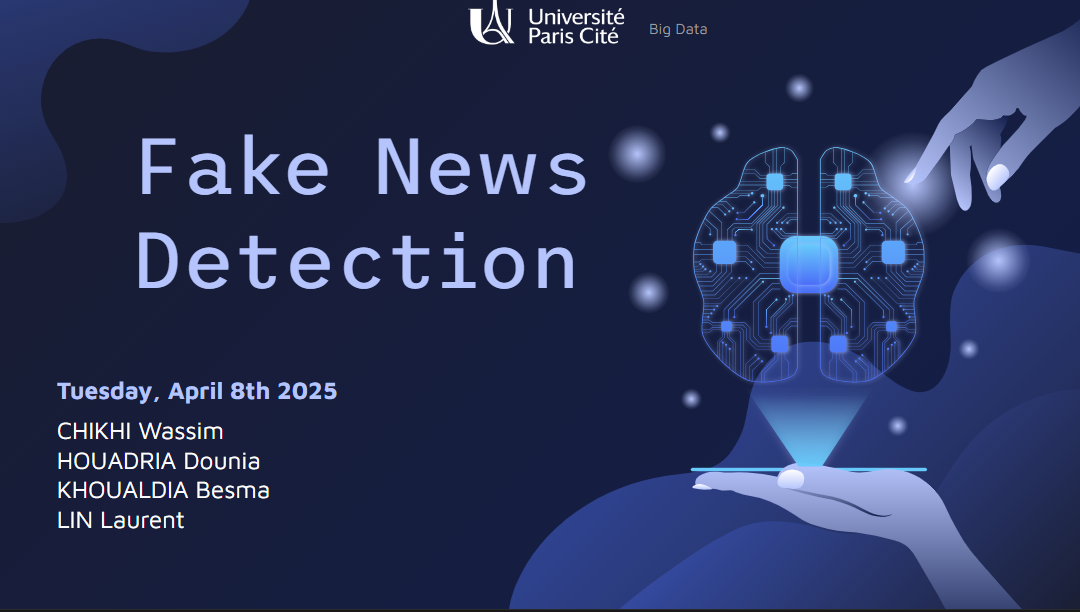 Université
Paris Cité
Big Data
Fake News
Detection
Tuesday, April 8th 2025
CHIKHI Wassim
HOUADRIA Dounia
KHOUALDIA Besma
LIN Laurent